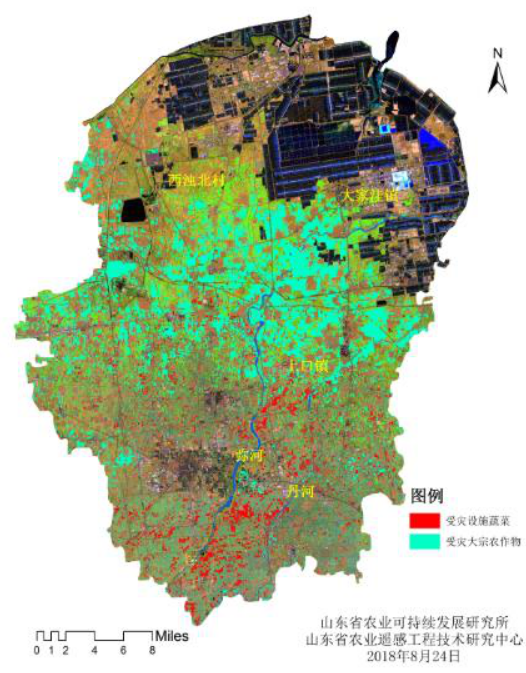 N
西浊北村
大家洼镇
上口镇
弥河
丹河
图例
受灾设施蔬菜
受灾大宗农作物
Miles
0 1 2 4 6 8
山东省农业可持续发展研究所
山东省农业遥感工程技术研究中心
2018年8月24日